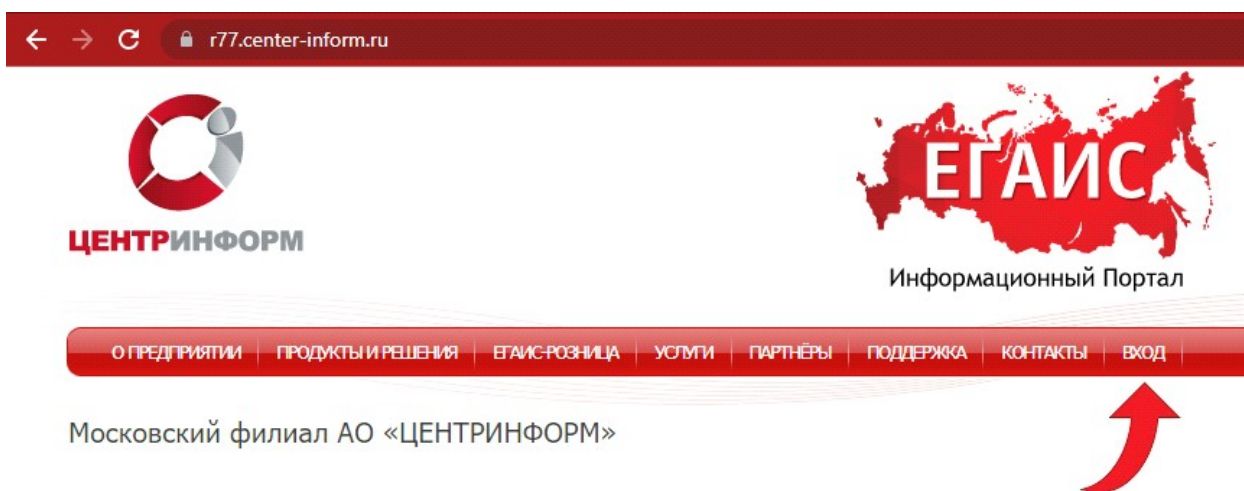 r77.center-inform.ru
ЦЕНТРИНФОРМ
ЕГАИС
Информационный Портал
О ПРЕДПРИЯТИИ ПРОДУКТЫ И РЕШЕНИЯ ЕГАИС-РОЗНИЦА УСЛУГИ ПАРТНЁРЫ ПОДДЕРЖКА КОНТАКТЫ ВХОД
Московский филиал АО «ЦЕНТРИНФОРМ»